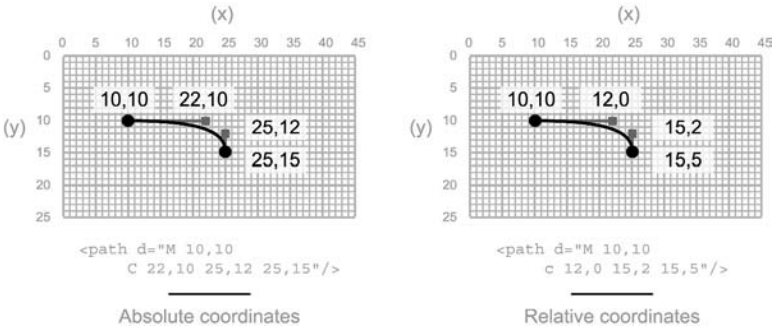 (x)
0 5 10 15 20 25 30 35 40 45
0
5
(y) 10
15
20
25
10,10
22,10
25,12
25,15
<path d="M 10,10
C 22,10 25,12 25,15"/>
Absolute coordinates
(x)
0 5 10 15 20 25 30 35 40 45
0
5
(y) 10
15
20
25
10,10
12,0
15,2
15,5
<path d="M 10,10
c 12,0 15,2 15,5"/>
Relative coordinates